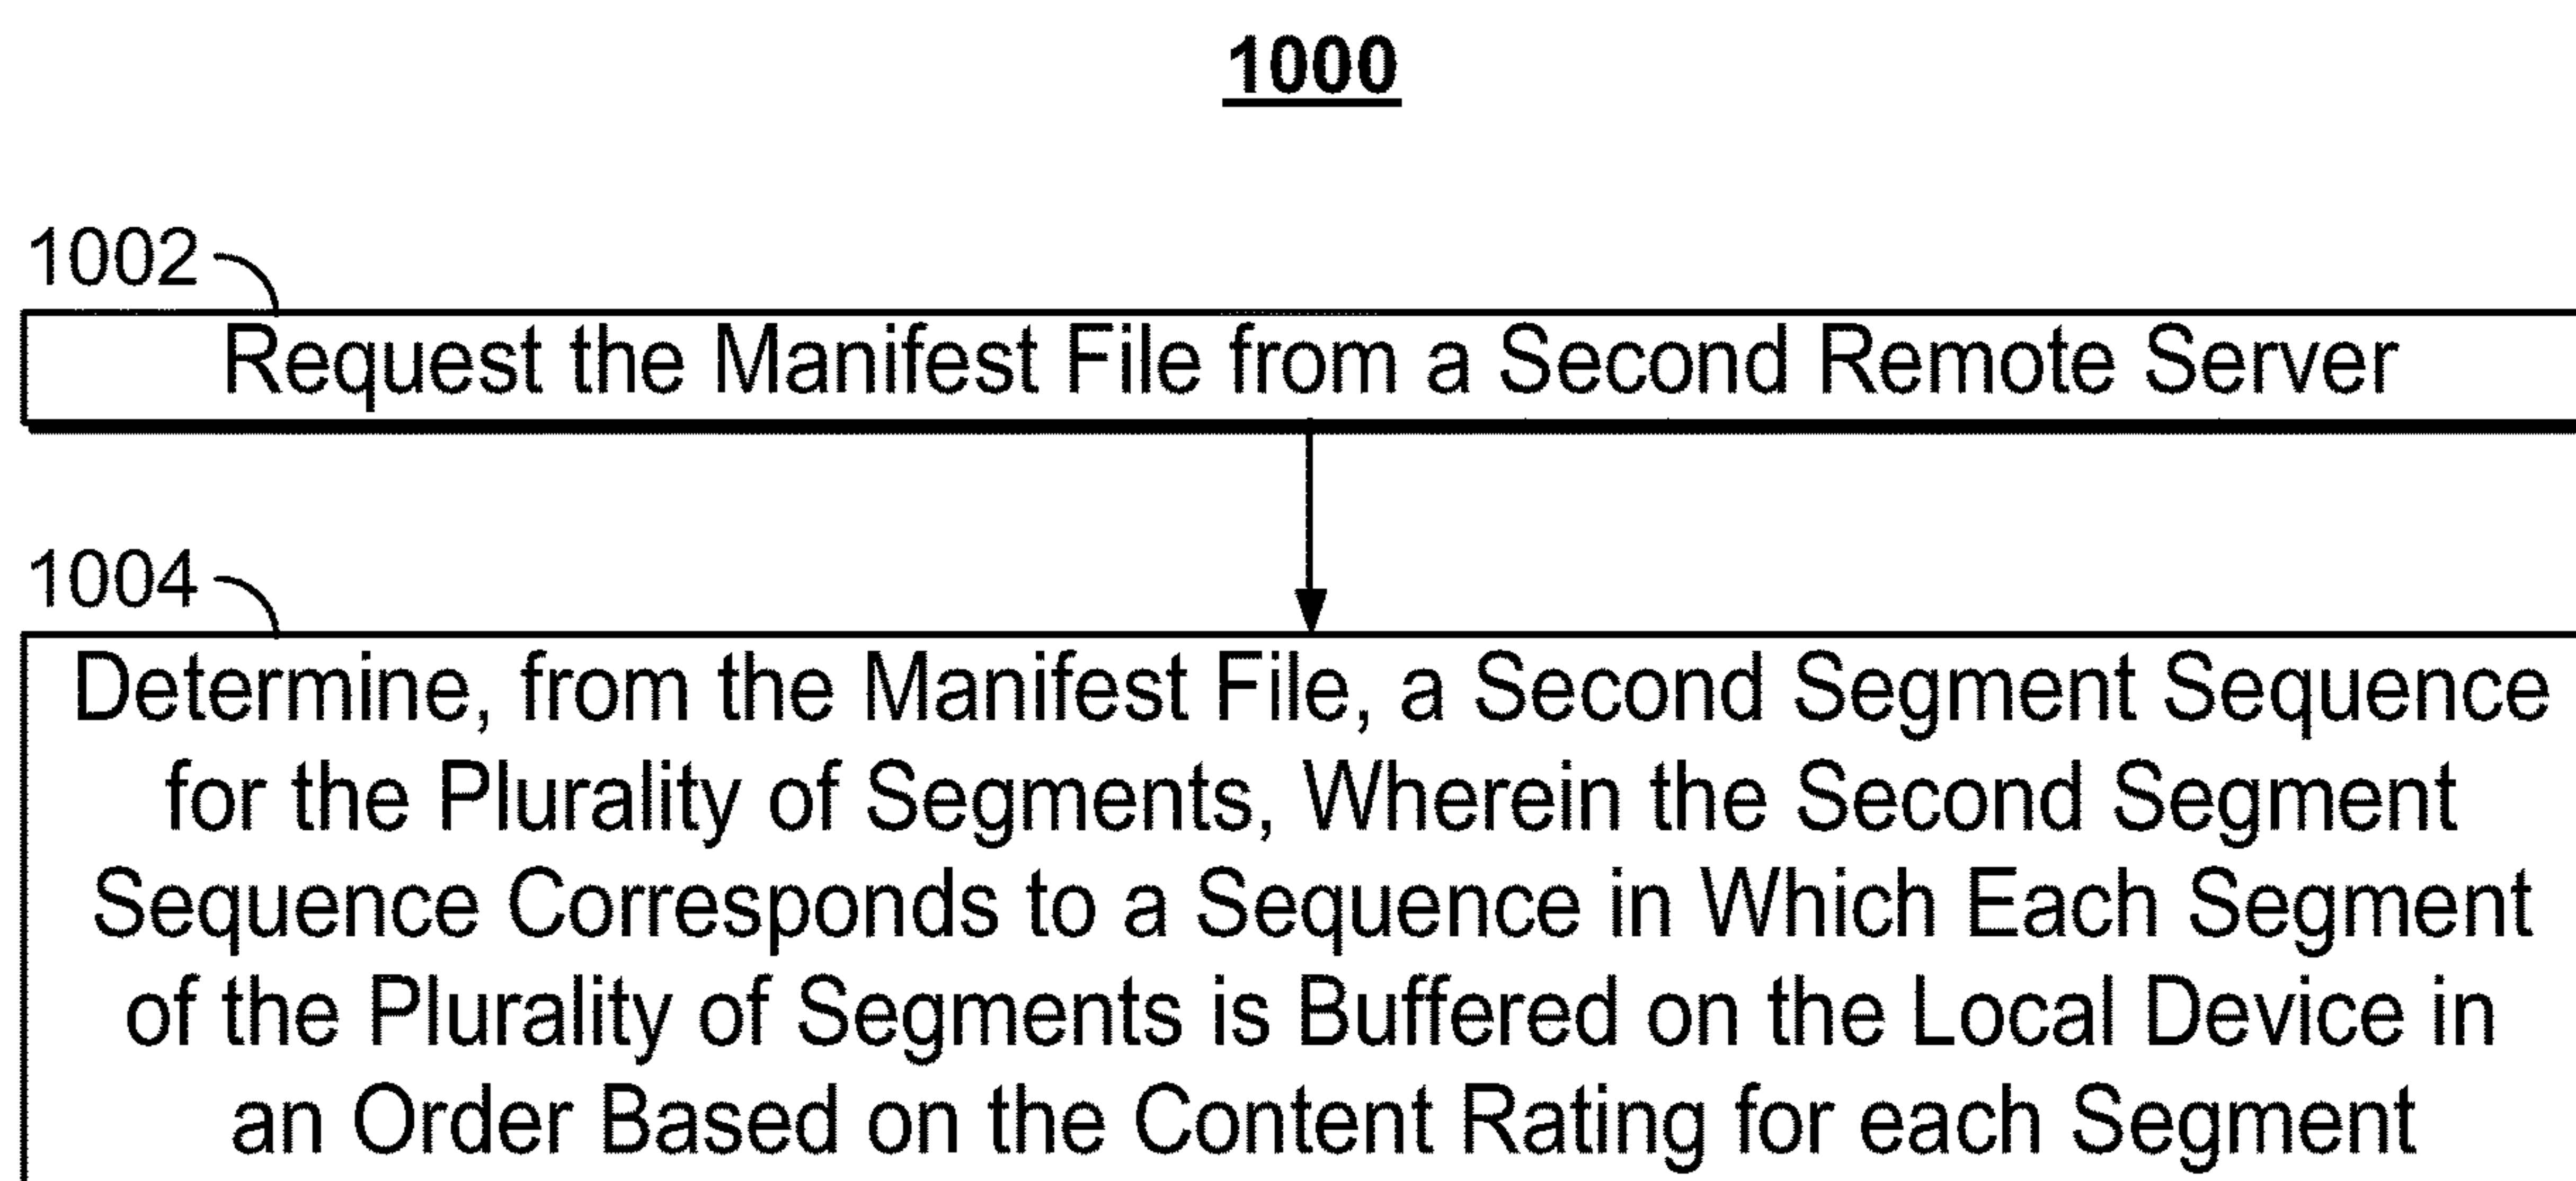 1000
1002
Request the Manifest File from a Second Remote Server
1004
Determine, from the Manifest File, a Second Segment Sequence
for the Plurality of Segments, Wherein the Second Segment
Sequence Corresponds to a Sequence in Which Each Segment
of the Plurality of Segments is Buffered on the Local Device in
an Order Based on the Content Rating for each Segment